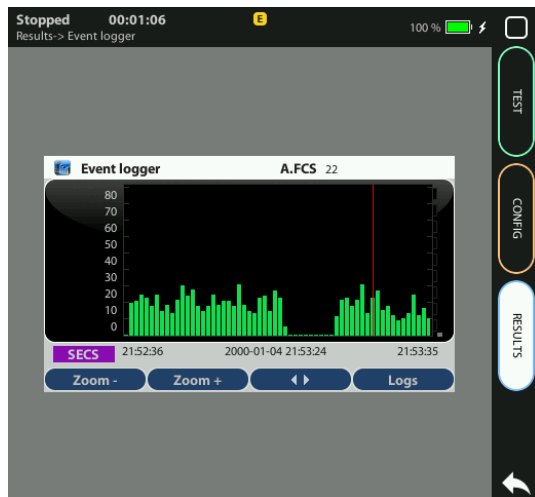 Stopped 00:01:06 E 100 %
Results-> Event logger
TEST
CONFIG
RESULTS
Event logger A.FCS 22
80
70
60
50
40
30
20
10
0
SECS 21:52:36 2000-01-04 21:53:24 21:53:35
Zoom - Zoom + Logs